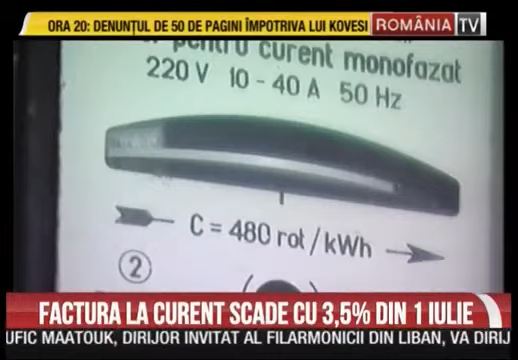 ORA 20: DENUNȚUL DE 50 DE PAGINI ÎMPOTRIVA LUI KOVESI
ROMÂNIA TV
pentru curent monofazat
220 V 10 - 40 A 50 Hz
C = 480 rot / kWh
2
FACTURA LA CURENT SCADE CU 3,5% DIN 1 IULIE
UFIC MAATOUK, DIRIJOR INVITAT AL FILARMONICII DIN LIBAN, VA DIRIJ